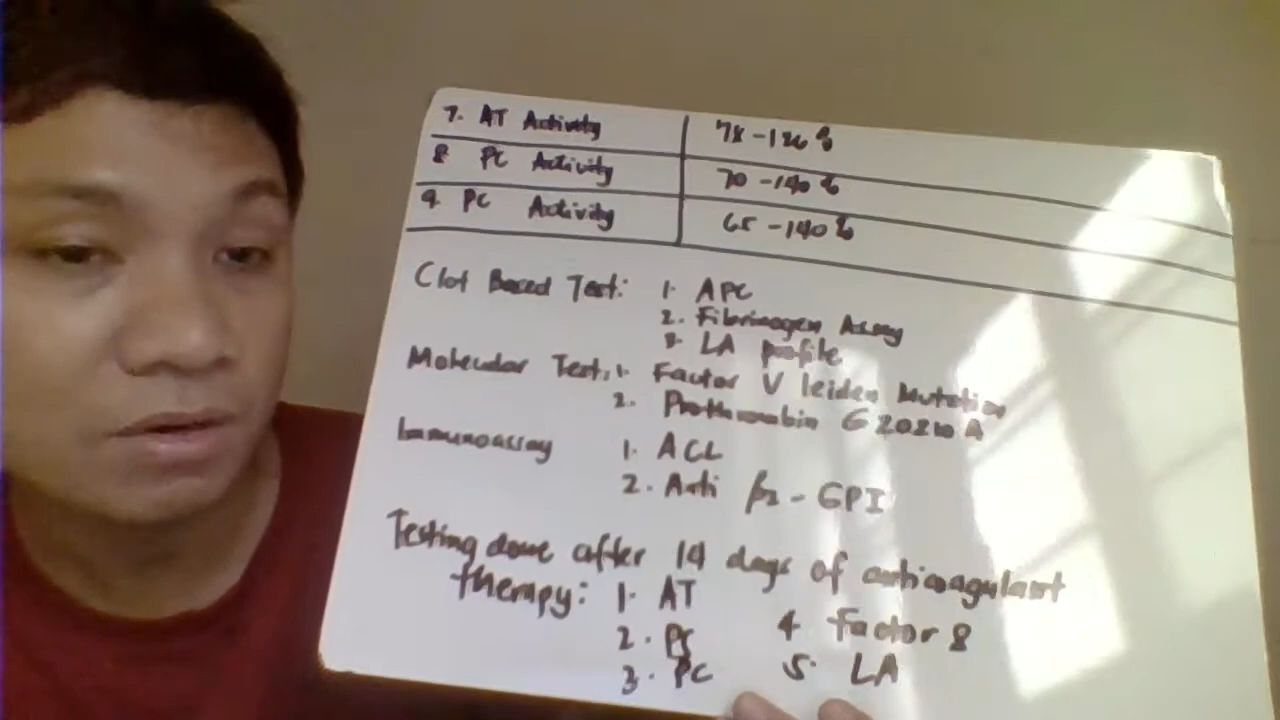 7. AT Activity 78-126%
8 PC Activity 70-140%
9. PC Activity 65-140%
Clot Based Test: 1. APC
2. Fibrinogen Assay
3. LA profile
Molecular Test: 1. Factor V leiden Mutation
2. Prothrombin G20210A
Immunoassay 1. ACL
2. Anti β2-GPI
Testing done after 14 days of anticoagulant
therapy: 1. AT
2. PS 4. factor 8
3. PC 5. LA